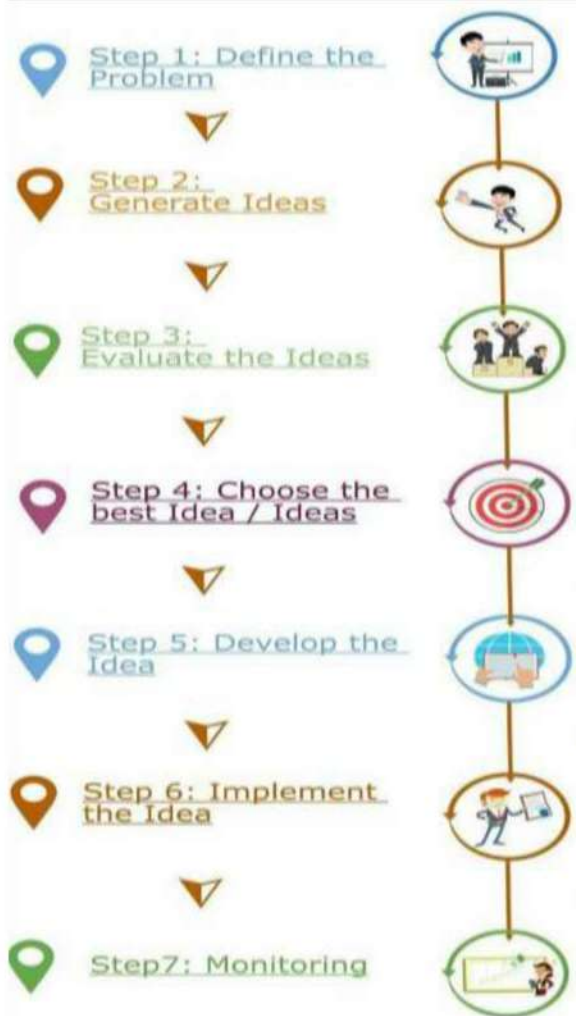 Step 1: Define the
Problem
Step 2:
Generate Ideas
Step 3:
Evaluate the Ideas
Step 4: Choose the
best Idea / Ideas
Step 5: Develop the
Idea
Step 6: Implement
the Idea
Step7: Monitoring